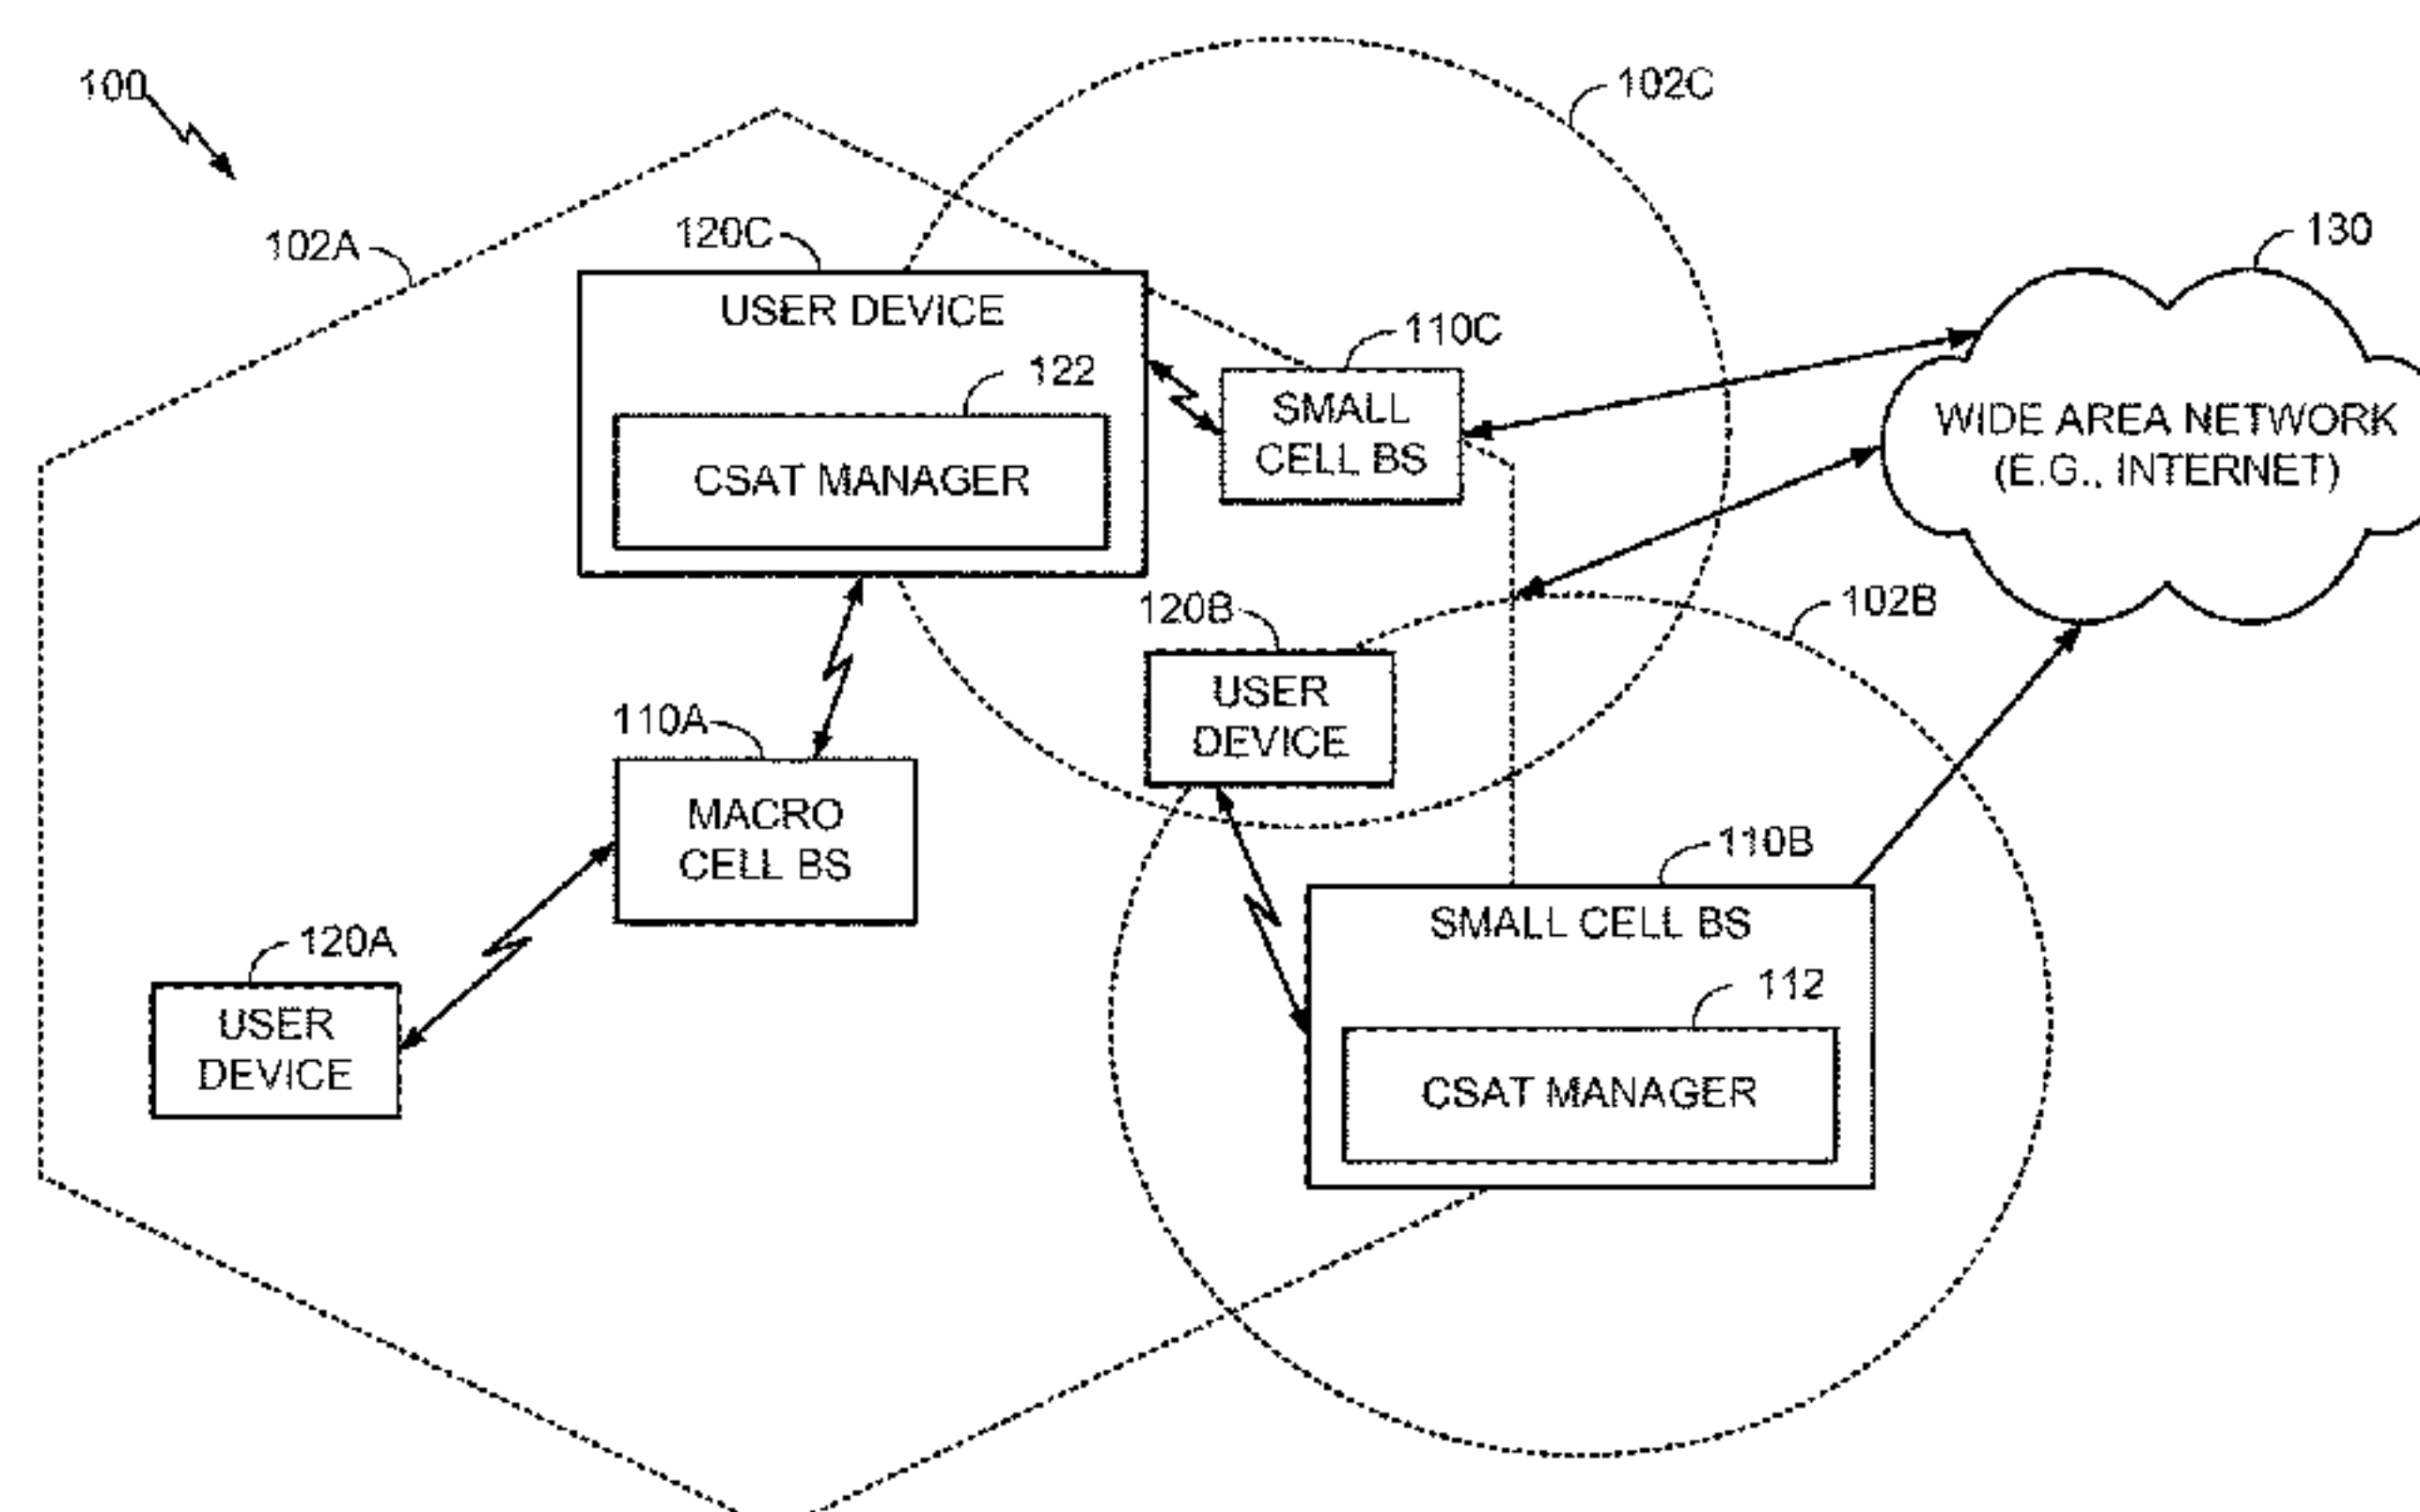 100
102C
102A
120C
130
USER DEVICE
110C
122
SMALL
CELL BS
CSAT MANAGER
WIDE AREA NETWORK
(E.G., INTERNET)
120B
102B
USER
DEVICE
110A
MACRO
CELL BS
110B
SMALL CELL BS
120A
112
USER
DEVICE
CSAT MANAGER